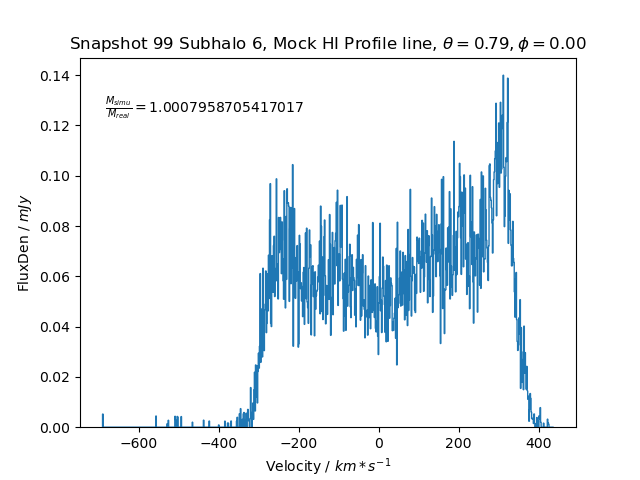 Snapshot 99 Subhalo 6, Mock HI Profile line, θ = 0.79, ϕ = 0.00
M_simu/M_real = 1.0007958705417017
0.14
0.12
0.10
0.08
0.06
0.04
0.02
0.00
FluxDen / mJy
−600 −400 −200 0 200 400
Velocity / km * s⁻¹